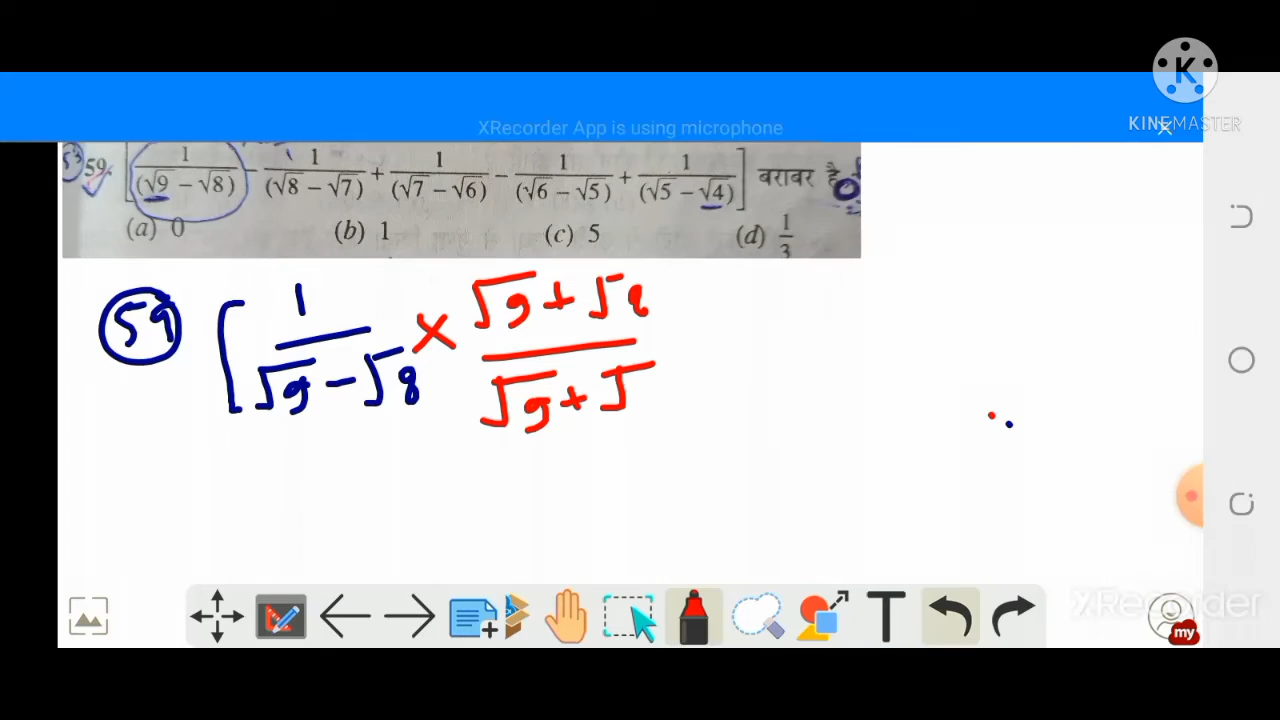 K
KINEMASTER
XRecorder App is using microphone
59. [1/(√9 − √8) − 1/(√8 − √7) + 1/(√7 − √6) − 1/(√6 − √5) + 1/(√5 − √4)] बराबर है
(a) 0 (b) 1 (c) 5 (d) 1/3
59 [1/(√9 − √8) × (√9 + √8)/(√9 + √
T
XRecorder
my